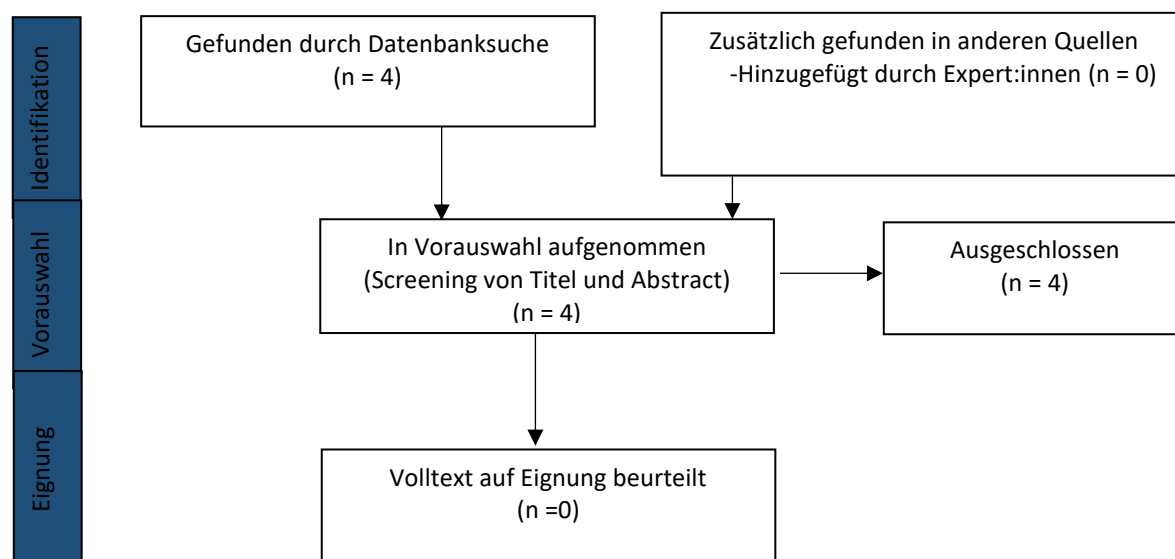 Identifikation
Gefunden durch Datenbanksuche
(n = 4)
Zusätzlich gefunden in anderen Quellen
-Hinzugefügt durch Expert:innen (n = 0)
Vorauswahl
In Vorauswahl aufgenommen
(Screening von Titel und Abstract)
(n = 4)
Ausgeschlossen
(n = 4)
Eignung
Volltext auf Eignung beurteilt
(n =0)